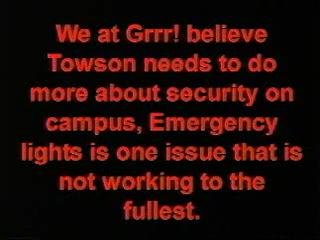 We at Grrr! believe
Towson needs to do
more about security on
campus, Emergency
lights is one issue that is
not working to the
fullest.